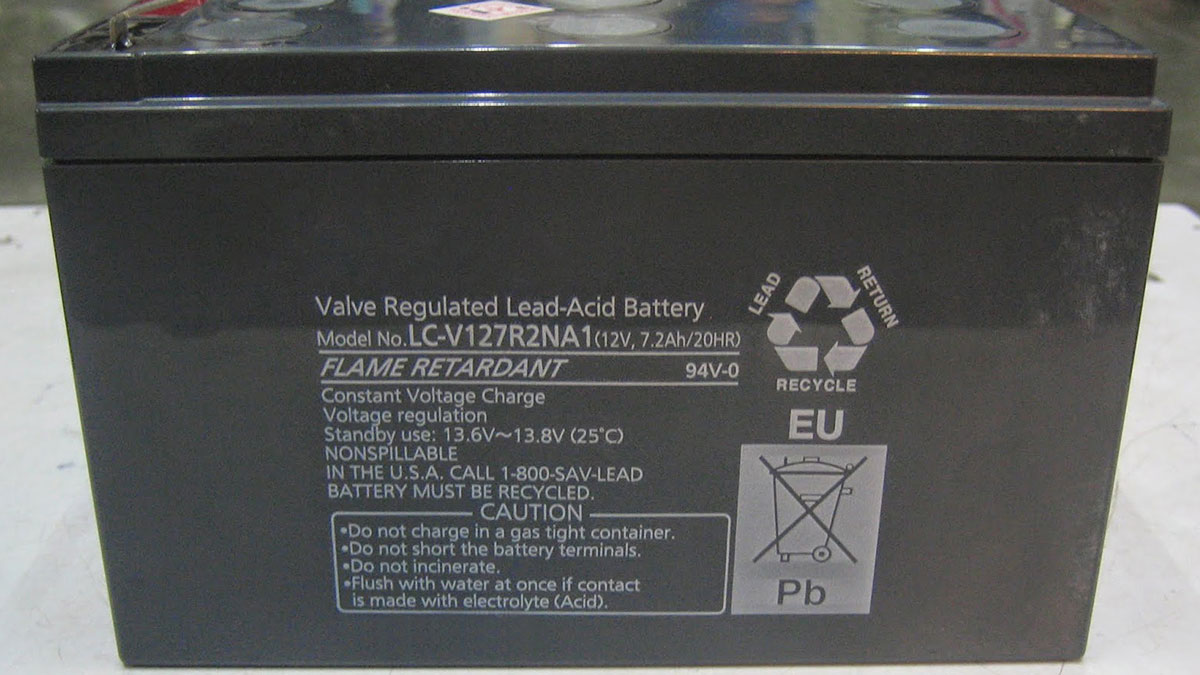 Valve Regulated Lead-Acid Battery
Model No. LC-V127R2NA1 (12V, 7.2Ah/20HR)
FLAME RETARDANT 94V-0
Constant Voltage Charge
Voltage regulation
Standby use: 13.6V~13.8V (25°C)
NONSPILLABLE
IN THE U.S.A. CALL 1-800-SAV-LEAD
BATTERY MUST BE RECYCLED.
CAUTION
•Do not charge in a gas tight container.
•Do not short the battery terminals.
•Do not incinerate.
•Flush with water at once if contact
is made with electrolyte (Acid).
LEAD
RETURN
RECYCLE
EU
Pb